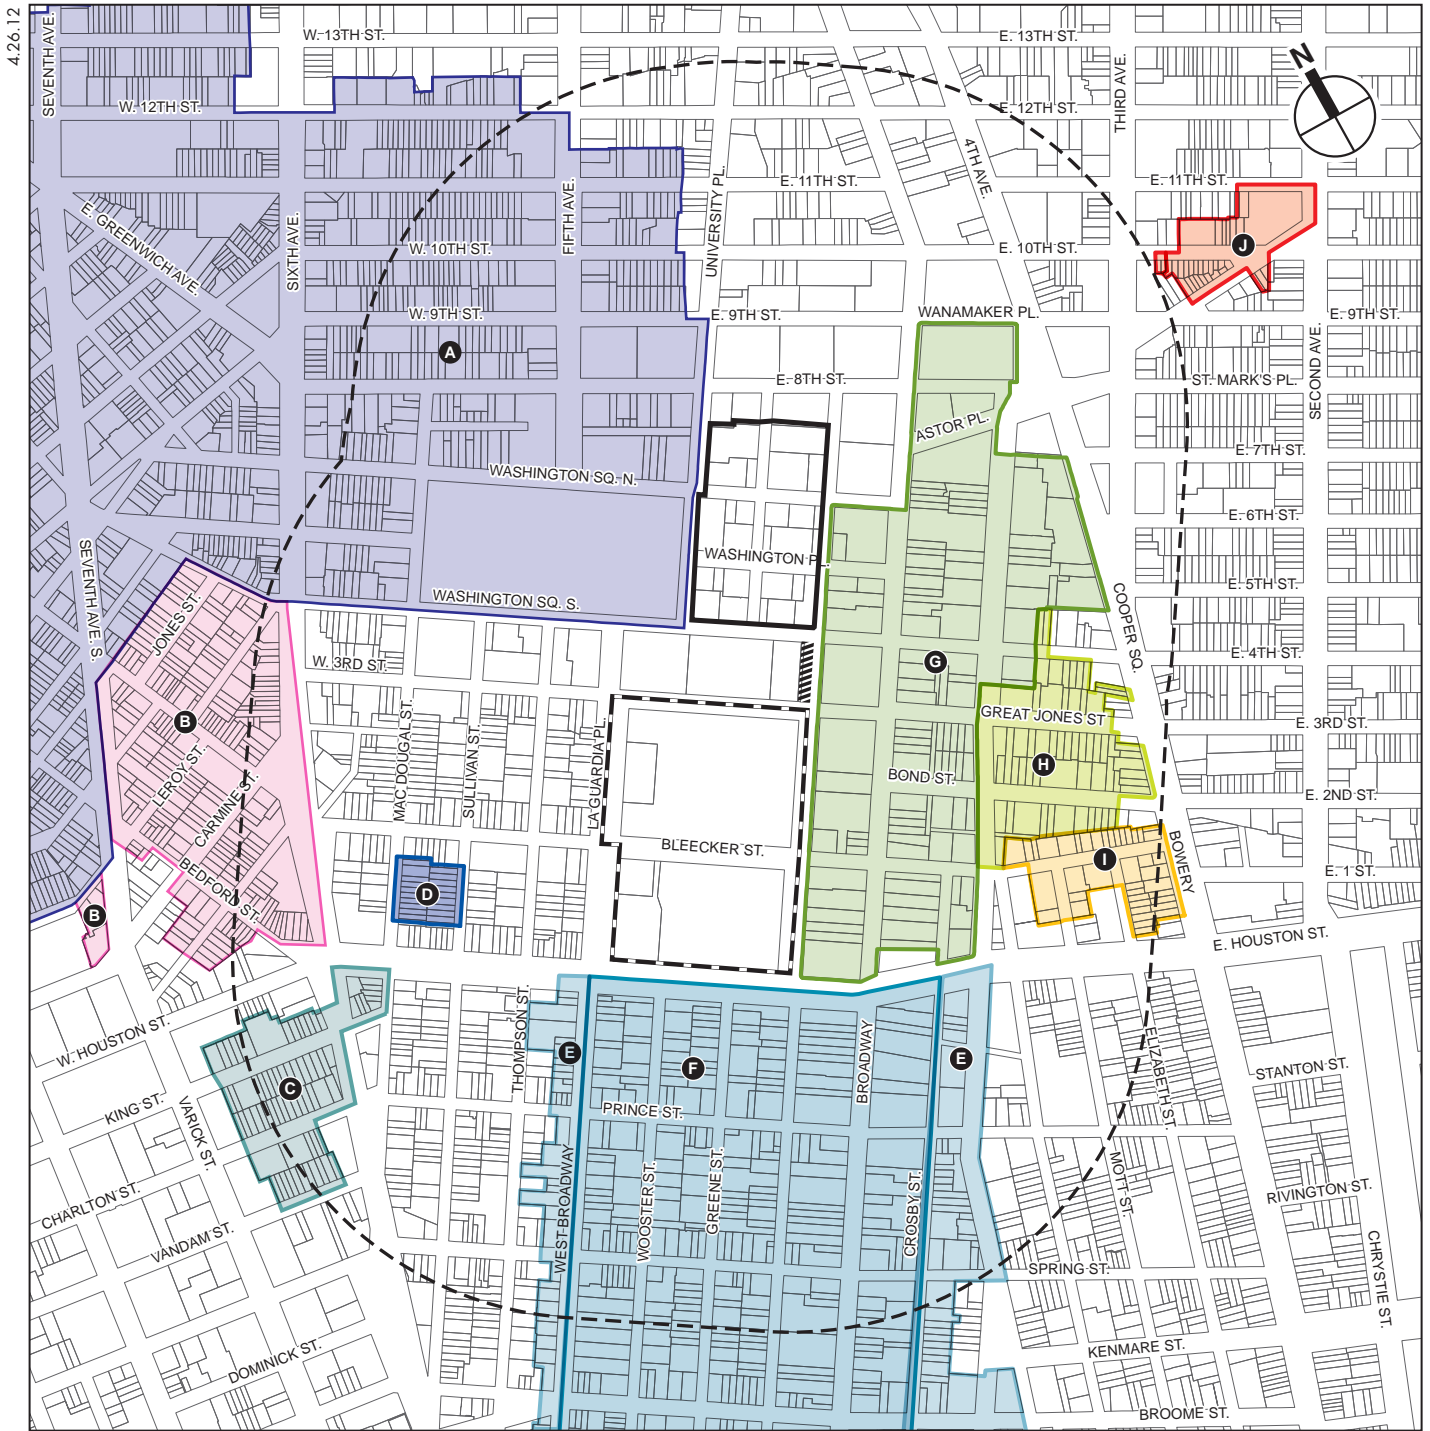 4.26.12
SEVENTH AVE.
W. 13TH ST.
E. 13TH ST.
N
THIRD AVE.
W. 12TH ST.
E. 12TH ST.
4TH AVE.
E. 11TH ST.
E. 11TH ST.
UNIVERSITY PL.
FIFTH AVE.
SIXTH AVE.
E. GREENWICH AVE.
W. 10TH ST.
E. 10TH ST.
J
W. 9TH ST.
E. 9TH ST.
WANAMAKER PL.
E. 9TH ST.
A
E. 8TH ST.
ST. MARK'S PL.
SECOND AVE.
ASTOR PL.
E. 7TH ST.
WASHINGTON SQ. N.
E. 6TH ST.
WASHINGTON PL.
SEVENTH AVE. S.
E. 5TH ST.
WASHINGTON SQ. S.
COOPER SQ.
JONES ST.
W. 3RD ST.
G
E. 4TH ST.
B
GREAT JONES ST
E. 3RD ST.
MAC DOUGAL ST.
SULLIVAN ST.
LA GUARDIA PL.
LEROY ST.
H
BOND ST.
CARMINE ST.
E. 2ND ST.
BLEECKER ST.
I
BOWERY
E. 1 ST.
BEDFORD ST.
D
B
E. HOUSTON ST.
W. HOUSTON ST.
THOMPSON ST.
E
F
BROADWAY
E
ELIZABETH ST.
STANTON ST.
C
KING ST.
VARICK ST.
PRINCE ST.
WEST BROADWAY
WOOSTER ST.
GREENE ST.
CROSBY ST.
MOTT ST.
RIVINGTON ST.
CHARLTON ST.
VANDAM ST.
SPRING ST.
CHRYSTIE ST.
DOMINICK ST.
KENMARE ST.
BROOME ST.